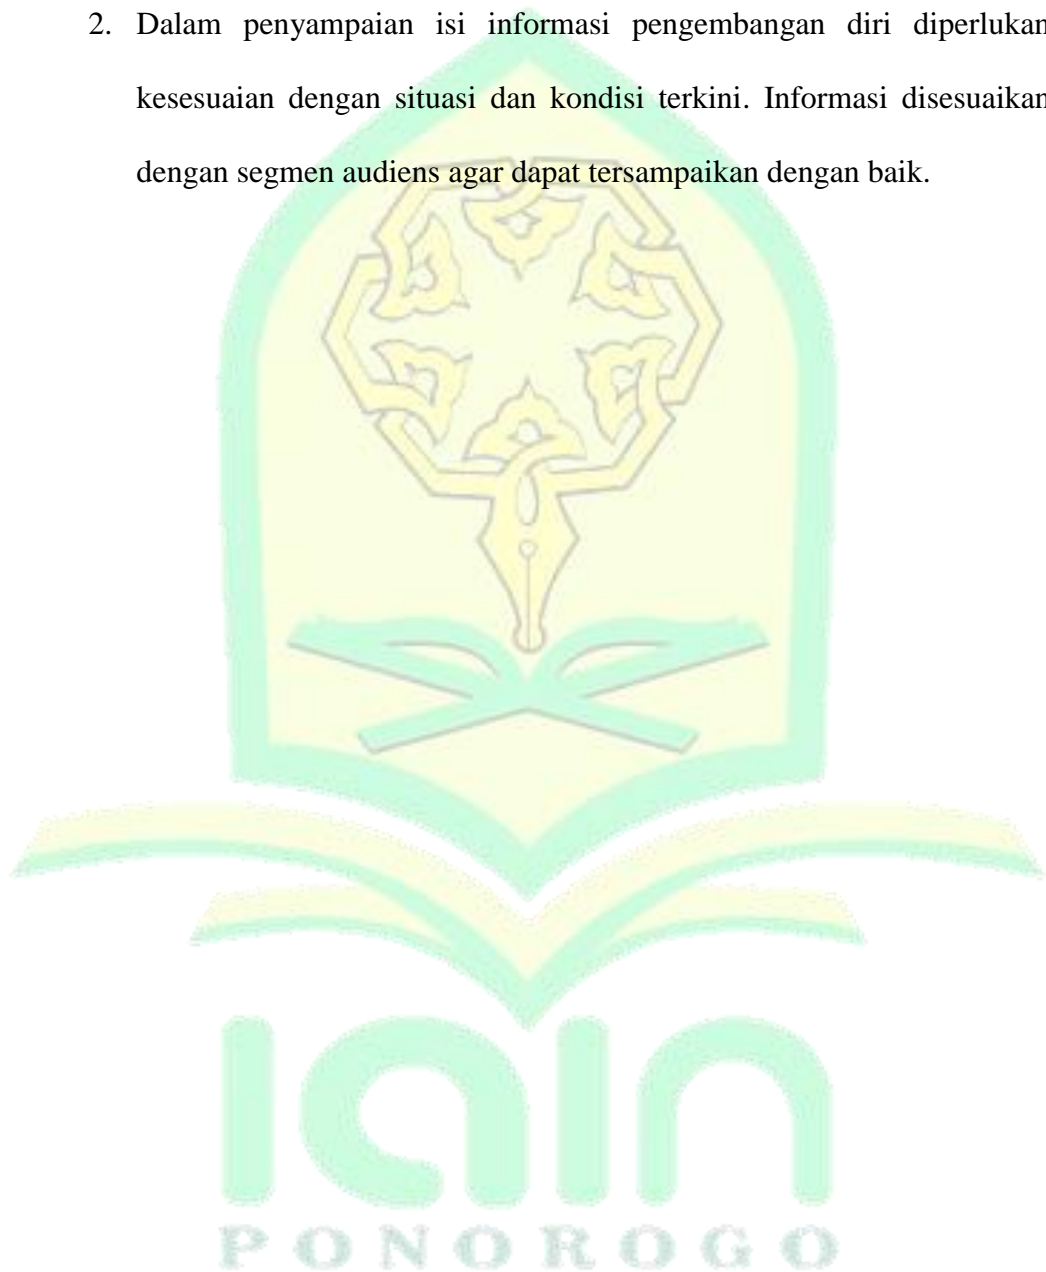 2. Dalam penyampaian isi informasi pengembangan diri diperlukan
kesesuaian dengan situasi dan kondisi terkini. Informasi disesuaikan
dengan segmen audiens agar dapat tersampaikan dengan baik.
iain
PONOROGO